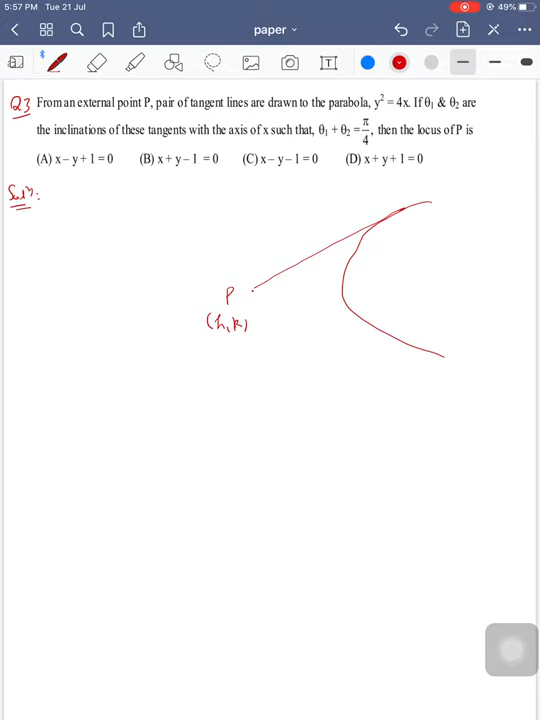 5:57 PM Tue 21 Jul 49%
paper
T
Q3 From an external point P, pair of tangent lines are drawn to the parabola, y² = 4x. If θ₁ & θ₂ are
the inclinations of these tangents with the axis of x such that, θ₁ + θ₂ = π/4, then the locus of P is
(A) x – y + 1 = 0 (B) x + y – 1 = 0 (C) x – y – 1 = 0 (D) x + y + 1 = 0
Solⁿ:
P
(h, k)